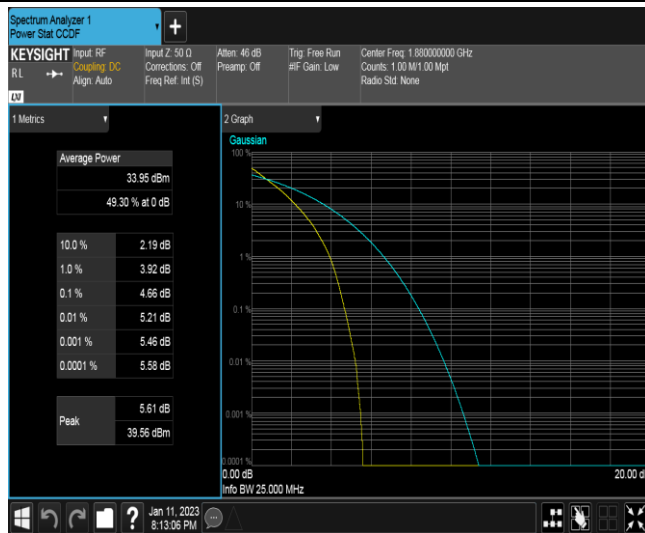 Spectrum Analyzer 1
Power Stat CCDF
+
KEYSIGHT
RL
Input: RF
Coupling: DC
Align: Auto
Input Z: 50 Ω
Corrections: Off
Freq Ref: Int (S)
Atten: 46 dB
Preamp: Off
Trig: Free Run
#IF Gain: Low
Center Freq: 1.880000000 GHz
Counts: 1.00 M/1.00 Mpt
Radio Std: None
1 Metrics
Average Power
33.95 dBm
49.30 % at 0 dB
10.0 % 2.19 dB
1.0 % 3.92 dB
0.1 % 4.66 dB
0.01 % 5.21 dB
0.001 % 5.46 dB
0.0001 % 5.58 dB
Peak
5.61 dB
39.56 dBm
2 Graph
Gaussian
100 %
10 %
1 %
0.1 %
0.01 %
0.001 %
0.0001 %
0.00 dB
20.00 d
Info BW 25.000 MHz
?
Jan 11, 2023
8:13:06 PM